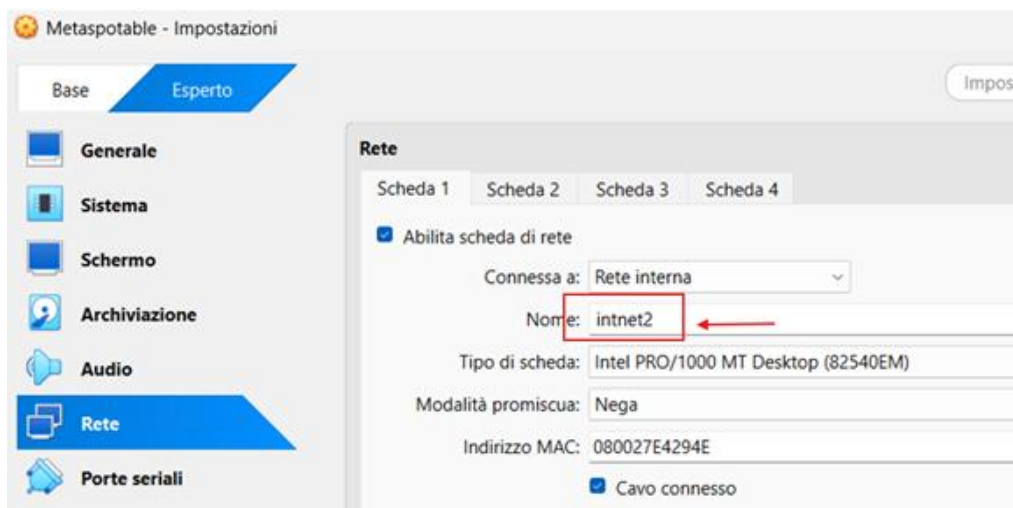 Metaspotable - Impostazioni
Base
Esperto
Impos
Generale
Sistema
Schermo
Archiviazione
Audio
Rete
Porte seriali
Rete
Scheda 1 Scheda 2 Scheda 3 Scheda 4
Abilita scheda di rete
Connessa a: Rete interna
Nome: intnet2
Tipo di scheda: Intel PRO/1000 MT Desktop (82540EM)
Modalità promiscua: Nega
Indirizzo MAC: 080027E4294E
Cavo connesso